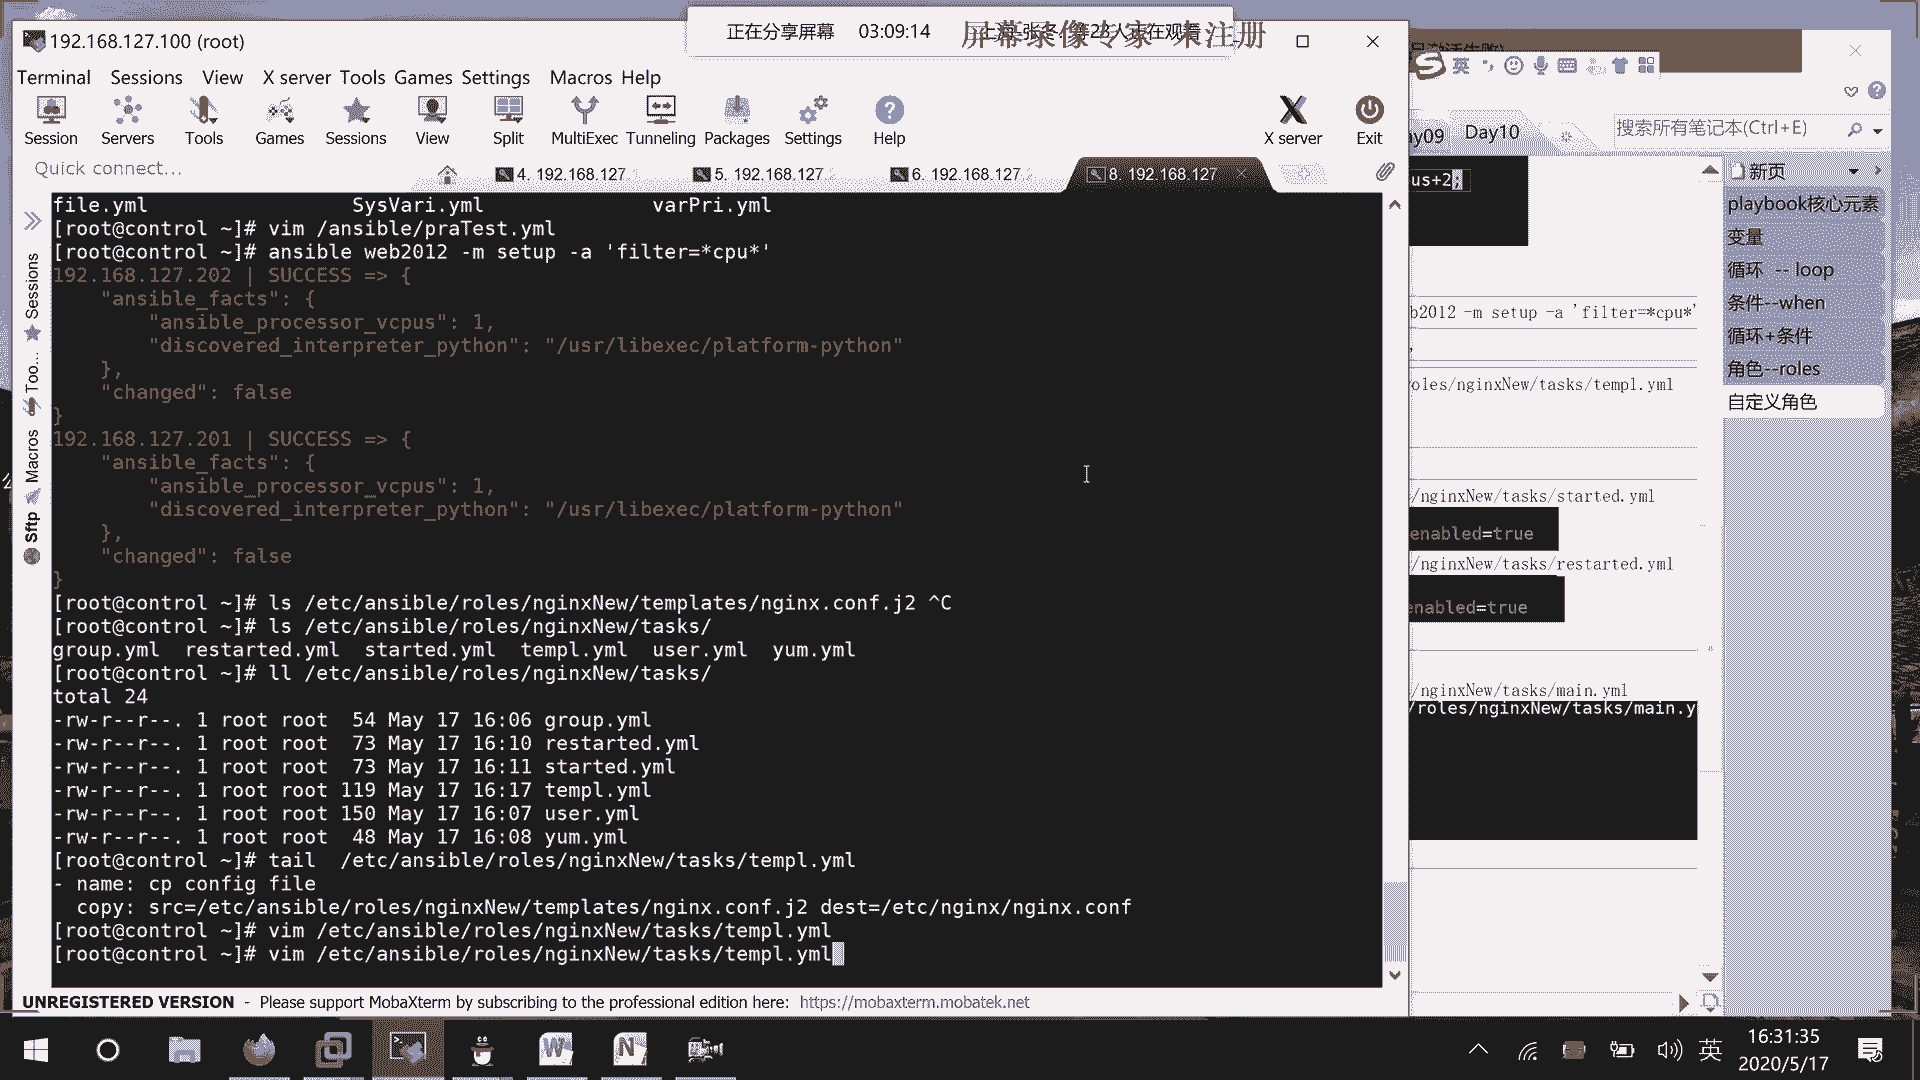 正在分享屏幕 03:09:14
屏幕录像专家 未注册
192.168.127.100 (root)
Terminal Sessions View X server Tools Games Settings Macros Help
Session Servers Tools Games Sessions View Split MultiExec Tunneling Packages Settings Help X server Exit
Quick connect...
4. 192.168.127. 5. 192.168.127. 6. 192.168.127. 8. 192.168.127
Sessions
Too...
Macros
Sftp
file.yml SysVari.yml varPri.yml
[root@control ~]# vim /ansible/praTest.yml
[root@control ~]# ansible web2012 -m setup -a 'filter=*cpu*'
192.168.127.202 | SUCCESS => {
"ansible_facts": {
"ansible_processor_vcpus": 1,
"discovered_interpreter_python": "/usr/libexec/platform-python"
},
"changed": false
}
192.168.127.201 | SUCCESS => {
"ansible_facts": {
"ansible_processor_vcpus": 1,
"discovered_interpreter_python": "/usr/libexec/platform-python"
},
"changed": false
}
[root@control ~]# ls /etc/ansible/roles/nginxNew/templates/nginx.conf.j2 ^C
[root@control ~]# ls /etc/ansible/roles/nginxNew/tasks/
group.yml restarted.yml started.yml templ.yml user.yml yum.yml
[root@control ~]# ll /etc/ansible/roles/nginxNew/tasks/
total 24
-rw-r--r--. 1 root root 54 May 17 16:06 group.yml
-rw-r--r--. 1 root root 73 May 17 16:10 restarted.yml
-rw-r--r--. 1 root root 73 May 17 16:11 started.yml
-rw-r--r--. 1 root root 119 May 17 16:17 templ.yml
-rw-r--r--. 1 root root 150 May 17 16:07 user.yml
-rw-r--r--. 1 root root 48 May 17 16:08 yum.yml
[root@control ~]# tail /etc/ansible/roles/nginxNew/tasks/templ.yml
- name: cp config file
copy: src=/etc/ansible/roles/nginxNew/templates/nginx.conf.j2 dest=/etc/nginx/nginx.conf
[root@control ~]# vim /etc/ansible/roles/nginxNew/tasks/templ.yml
[root@control ~]# vim /etc/ansible/roles/nginxNew/tasks/templ.yml
UNREGISTERED VERSION - Please support MobaXterm by subscribing to the professional edition here: https://mobaxterm.mobatek.net
英
ay09 Day10
搜索所有笔记本(Ctrl+E)
us+2;
b2012 -m setup -a 'filter=*cpu*'
roles/nginxNew/tasks/templ.yml
/nginxNew/tasks/started.yml
enabled=true
/nginxNew/tasks/restarted.yml
enabled=true
/nginxNew/tasks/main.yml
/roles/nginxNew/tasks/main.y
新页
playbook核心元素
变量
循环 -- loop
条件--when
循环+条件
角色--roles
自定义角色
英
16:31:35
2020/5/17